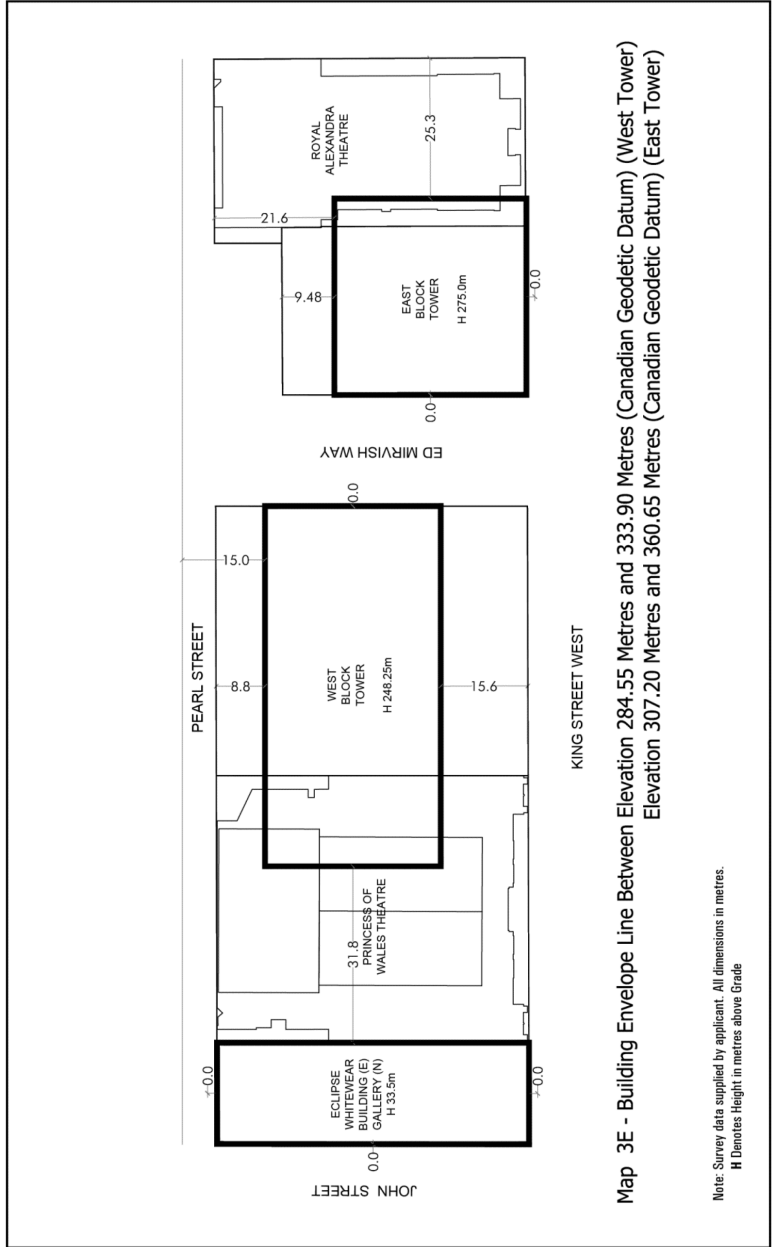 PEARL STREET
ROYAL
ALEXANDRA
THEATRE
21.6
25.3
9.48
EAST
BLOCK
TOWER
H 275.0m
0.0
0.0
ED MIRVISH WAY
15.0
0.0
8.8
WEST
BLOCK
TOWER
H 248.25m
15.6
KING STREET WEST
31.8
PRINCESS OF
WALES THEATRE
0.0
ECLIPSE
WHITEWEAR
BUILDING (E)
GALLERY (N)
H 33.5m
0.0
0.0
JOHN STREET
Map 3E - Building Envelope Line Between Elevation 284.55 Metres and 333.90 Metres (Canadian Geodetic Datum) (West Tower)
Elevation 307.20 Metres and 360.65 Metres (Canadian Geodetic Datum) (East Tower)
Note: Survey data supplied by applicant. All dimensions in metres.
H Denotes Height in metres above Grade